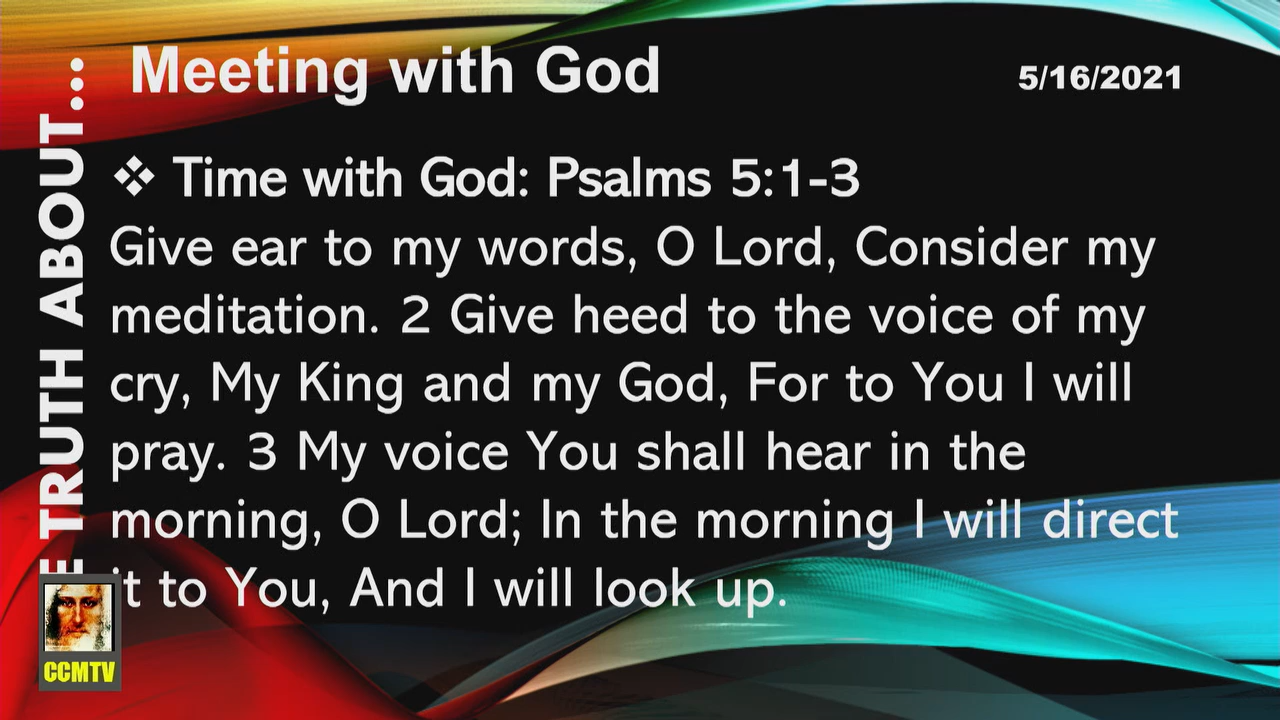 Meeting with God
5/16/2021
E TRUTH ABOUT...
❖ Time with God: Psalms 5:1-3
Give ear to my words, O Lord, Consider my
meditation. 2 Give heed to the voice of my
cry, My King and my God, For to You I will
pray. 3 My voice You shall hear in the
morning, O Lord; In the morning I will direct
it to You, And I will look up.
CCMTV